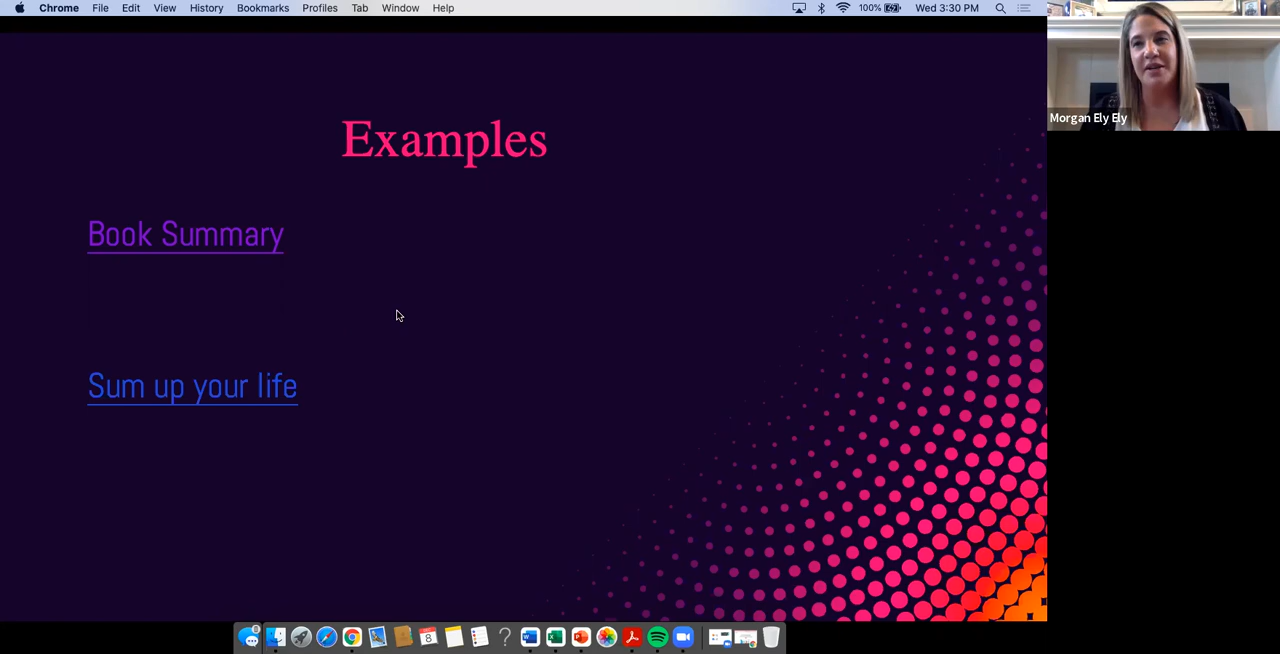 Chrome File Edit View History Bookmarks Profiles Tab Window Help 100% Wed 3:30 PM
Morgan Ely Ely
Examples
Book Summary
Sum up your life
8